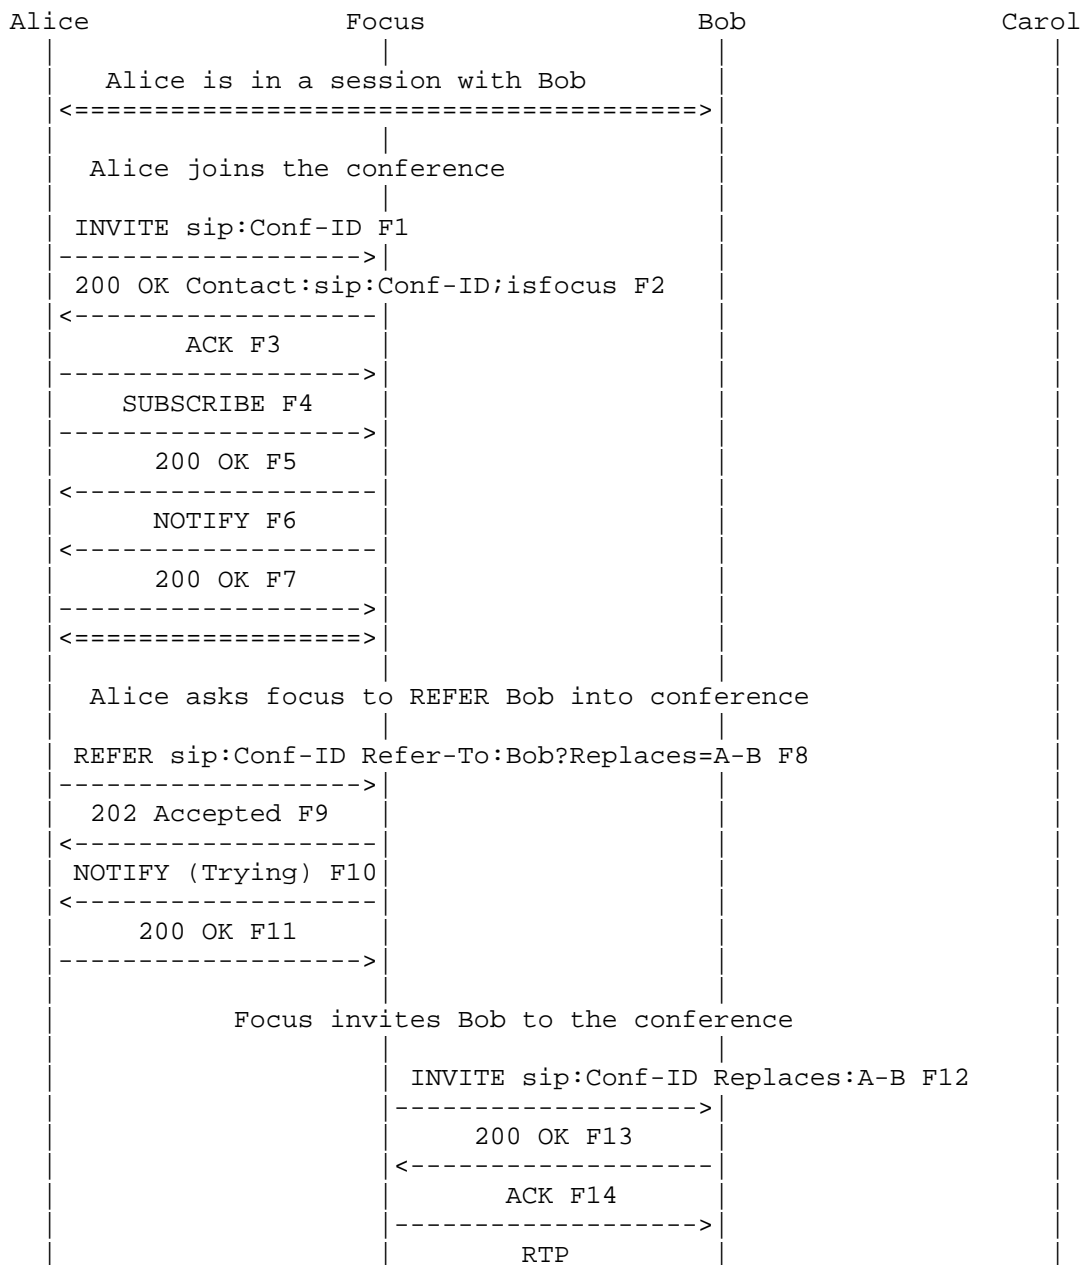 Alice Focus Bob Carol
Alice is in a session with Bob
<=======================================>
Alice joins the conference
INVITE sip:Conf-ID F1
------------------->
200 OK Contact:sip:Conf-ID;isfocus F2
<-------------------
ACK F3
------------------->
SUBSCRIBE F4
------------------->
200 OK F5
<-------------------
NOTIFY F6
<-------------------
200 OK F7
------------------->
<==================>
Alice asks focus to REFER Bob into conference
REFER sip:Conf-ID Refer-To:Bob?Replaces=A-B F8
------------------->
202 Accepted F9
<-------------------
NOTIFY (Trying) F10
<-------------------
200 OK F11
------------------->
Focus invites Bob to the conference
INVITE sip:Conf-ID Replaces:A-B F12
------------------->
200 OK F13
<-------------------
ACK F14
------------------->
RTP